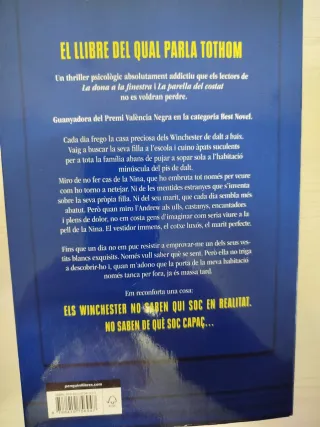 EL LLIBRE DEL QUAL PARLA TOTHOM
Un thriller psicològic absolutament addictiu que els lectors de
La dona a la finestra i La parella del costat
no es voldran perdre.
Guanyadora del Premi València Negra en la categoria Best Novel.
Cada dia frego la casa preciosa dels Winchester de dalt a baix.
Vaig a buscar la seva filla a l'escola i cuino àpats suculents
per a tota la família abans de pujar a sopar sola a l'habitació
minúscula del pis de dalt.
Miro de no fer cas de la Nina, que ho embruta tot només per veure
com ho torno a netejar. Ni de les mentides estranyes que s'inventa
sobre la seva pròpia filla. Ni del seu marit, que cada dia sembla més
abatut. Però quan miro l'Andrew als ulls, castanys, encantadors
i plens de dolor, no em costa gens d'imaginar com seria viure a la
pell de la Nina. El vestidor immens, el cotxe luxós, el marit perfecte.
Fins que un dia no em puc resistir a emprovar-me un dels seus ves-
tits blancs exquisits. Només vull saber què se sent. Però ella no triga
a descobrir-ho i, quan m'adono que la porta de la meva habitació
només tanca per fora, ja és massa tard.
Em reconforta una cosa:
ELS WINCHESTER NO SABEN QUI SOC EN REALITAT.
NO SABEN DE QUÈ SOC CAPAÇ...
penguinllibres.com
FSC